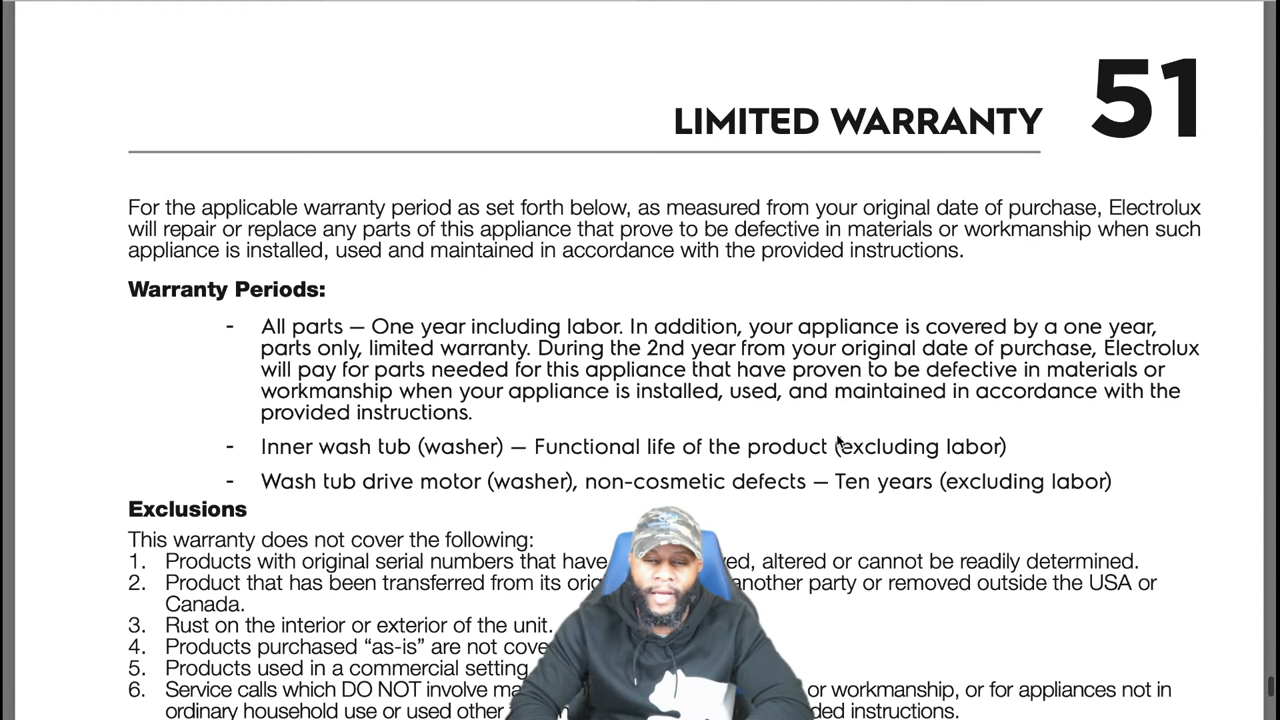 51
LIMITED WARRANTY
For the applicable warranty period as set forth below, as measured from your original date of purchase, Electrolux
will repair or replace any parts of this appliance that prove to be defective in materials or workmanship when such
appliance is installed, used and maintained in accordance with the provided instructions.
Warranty Periods:
- All parts — One year including labor. In addition, your appliance is covered by a one year,
parts only, limited warranty. During the 2nd year from your original date of purchase, Electrolux
will pay for parts needed for this appliance that have proven to be defective in materials or
workmanship when your appliance is installed, used, and maintained in accordance with the
provided instructions.
- Inner wash tub (washer) — Functional life of the product (excluding labor)
- Wash tub drive motor (washer), non-cosmetic defects — Ten years (excluding labor)
Exclusions
This warranty does not cover the following:
1. Products with original serial numbers that have altered or cannot be readily determined.
2. Product that has been transferred from its another party or removed outside the USA or
Canada.
3. Rust on the interior or exterior of the unit.
4. Products purchased “as-is” are not
5. Products used in a commercial setting
6. Service calls which DO NOT involve or workmanship, or for appliances not in
ordinary household use or used other instructions.